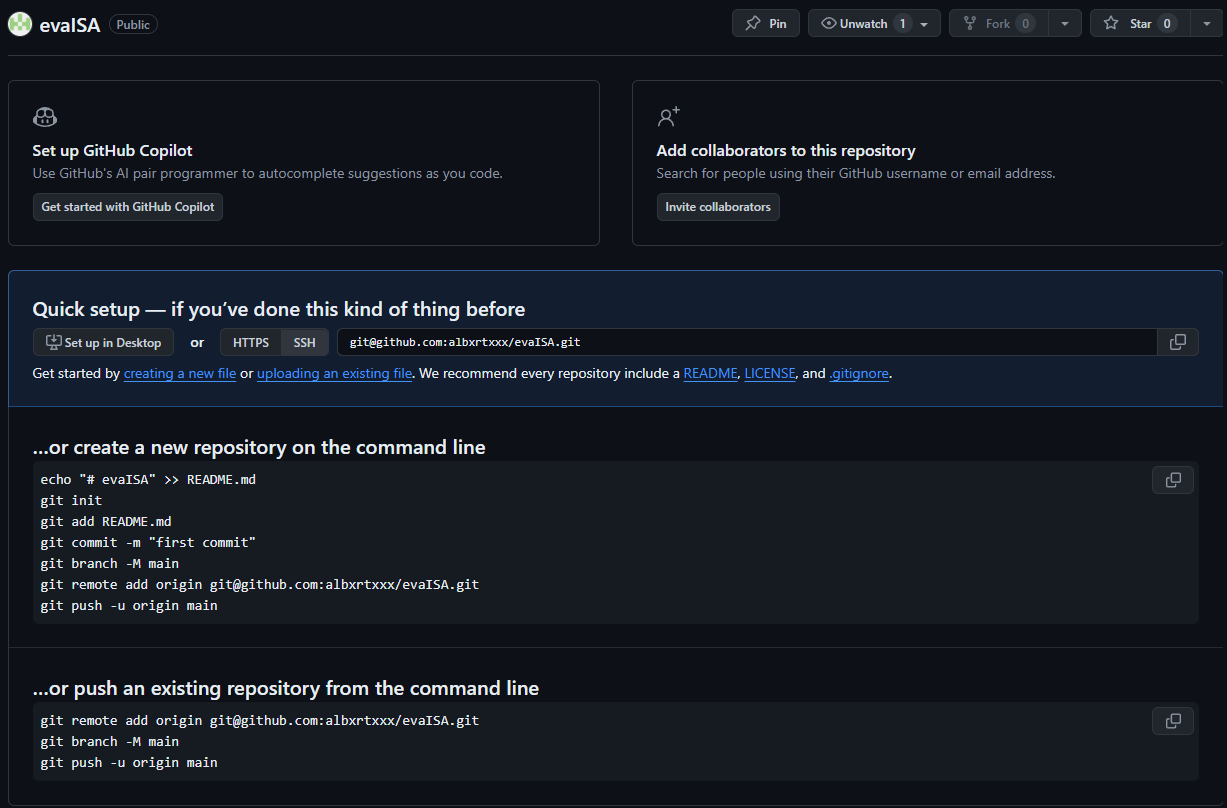 evaISA Public Pin Unwatch 1 Fork 0 Star 0
Set up GitHub Copilot
Use GitHub's AI pair programmer to autocomplete suggestions as you code.
Get started with GitHub Copilot
Add collaborators to this repository
Search for people using their GitHub username or email address.
Invite collaborators
Quick setup — if you’ve done this kind of thing before
Set up in Desktop or HTTPS SSH git@github.com:albxrtxxx/evaISA.git
Get started by creating a new file or uploading an existing file. We recommend every repository include a README, LICENSE, and .gitignore.
…or create a new repository on the command line
echo "# evaISA" >> README.md
git init
git add README.md
git commit -m "first commit"
git branch -M main
git remote add origin git@github.com:albxrtxxx/evaISA.git
git push -u origin main
…or push an existing repository from the command line
git remote add origin git@github.com:albxrtxxx/evaISA.git
git branch -M main
git push -u origin main